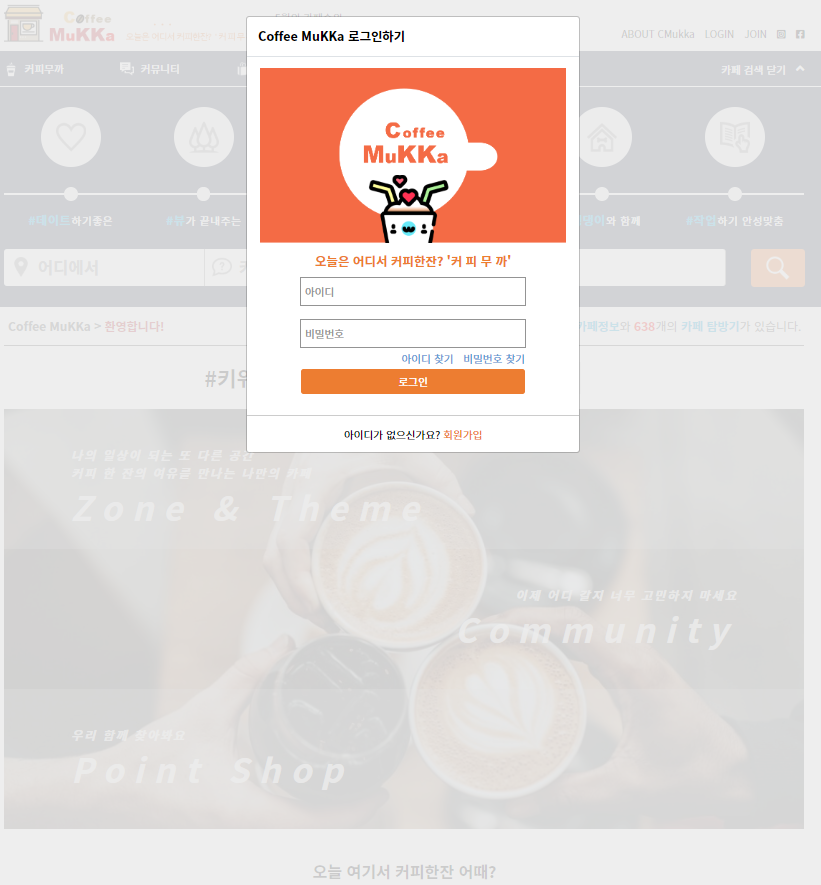 Coffee
MuKKa
ABOUT CMukka LOGIN JOIN
커피무까
커뮤니티
카페 검색 닫기
#데이트하기좋은
#뷰가 끝내주는
댕이와 함께
#작업하기 안성맞춤
어디에서
Coffee MuKKa > 환영합니다!
카페정보와 638개의 카페 탐방기가 있습니다.
Coffee MuKKa 로그인하기
Coffee
MuKKa
오늘은 어디서 커피한잔? '커 피 무 까'
아이디
비밀번호
아이디 찾기 비밀번호 찾기
로그인
아이디가 없으신가요? 회원가입
나의 일상이 되는 또 다른 공간
커피 한 잔의 여유로 만나는 나만의 카페
Zone & Theme
이제 어디 갈지 너무 고민하지 마세요
Community
우리 함께 찾아봐요
Point Shop
오늘 여기서 커피한잔 어때?